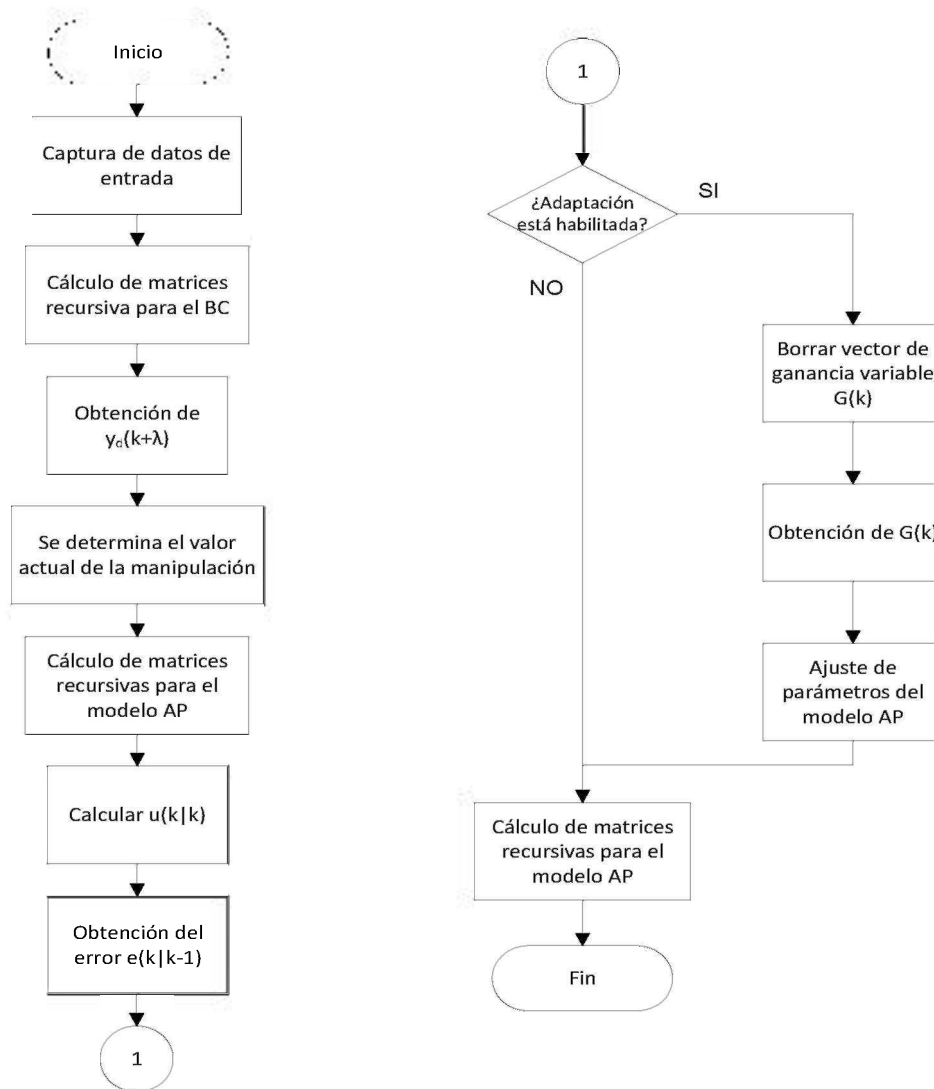 Inicio
Captura de datos de
entrada
Cálculo de matrices
recursiva para el BC
Obtención de
y_d(k+λ)
Se determina el valor
actual de la manipulación
Cálculo de matrices
recursivas para el
modelo AP
Calcular u(k|k)
Obtención del
error e(k|k-1)
1
1
¿Adaptación
está habilitada?
SI
NO
Borrar vector de
ganancia variable
G(k)
Obtención de G(k)
Ajuste de
parámetros del
modelo AP
Cálculo de matrices
recursivas para el
modelo AP
Fin